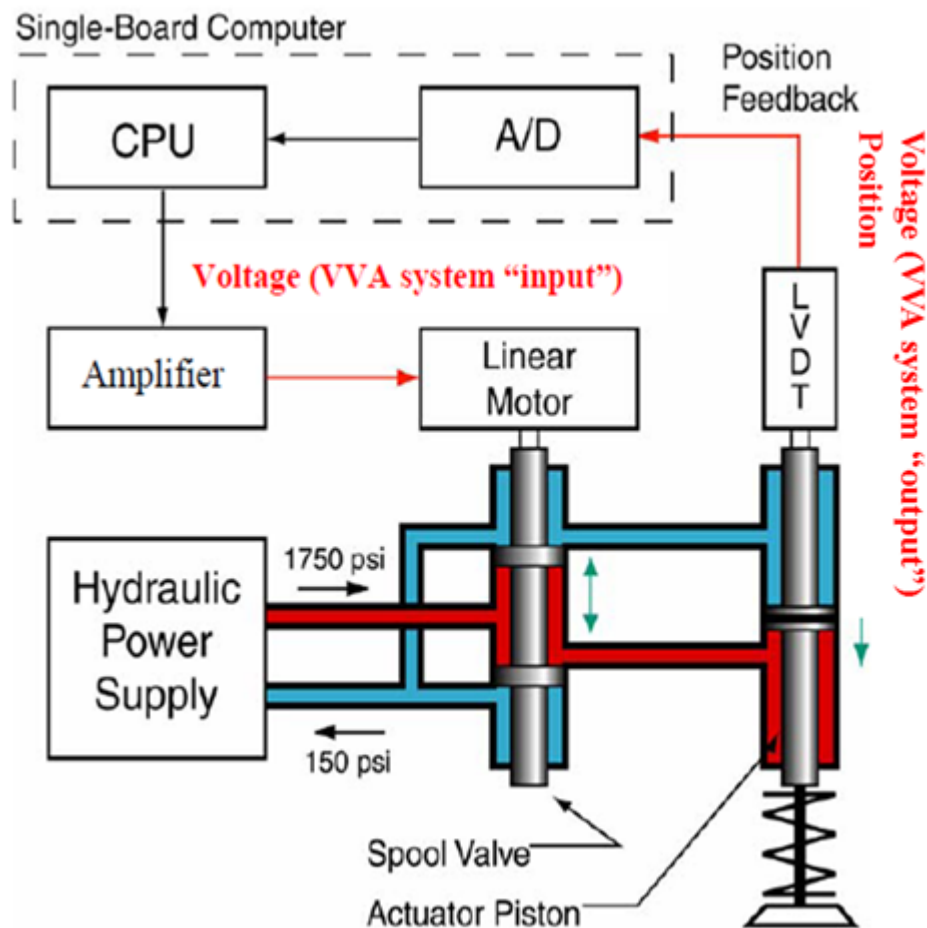 Single-Board Computer
CPU
A/D
Position
Feedback
Voltage (VVA system “input”)
Voltage (VVA system “output”)
Position
Amplifier
Linear
Motor
L
V
D
T
Hydraulic
Power
Supply
1750 psi
150 psi
Spool Valve
Actuator Piston